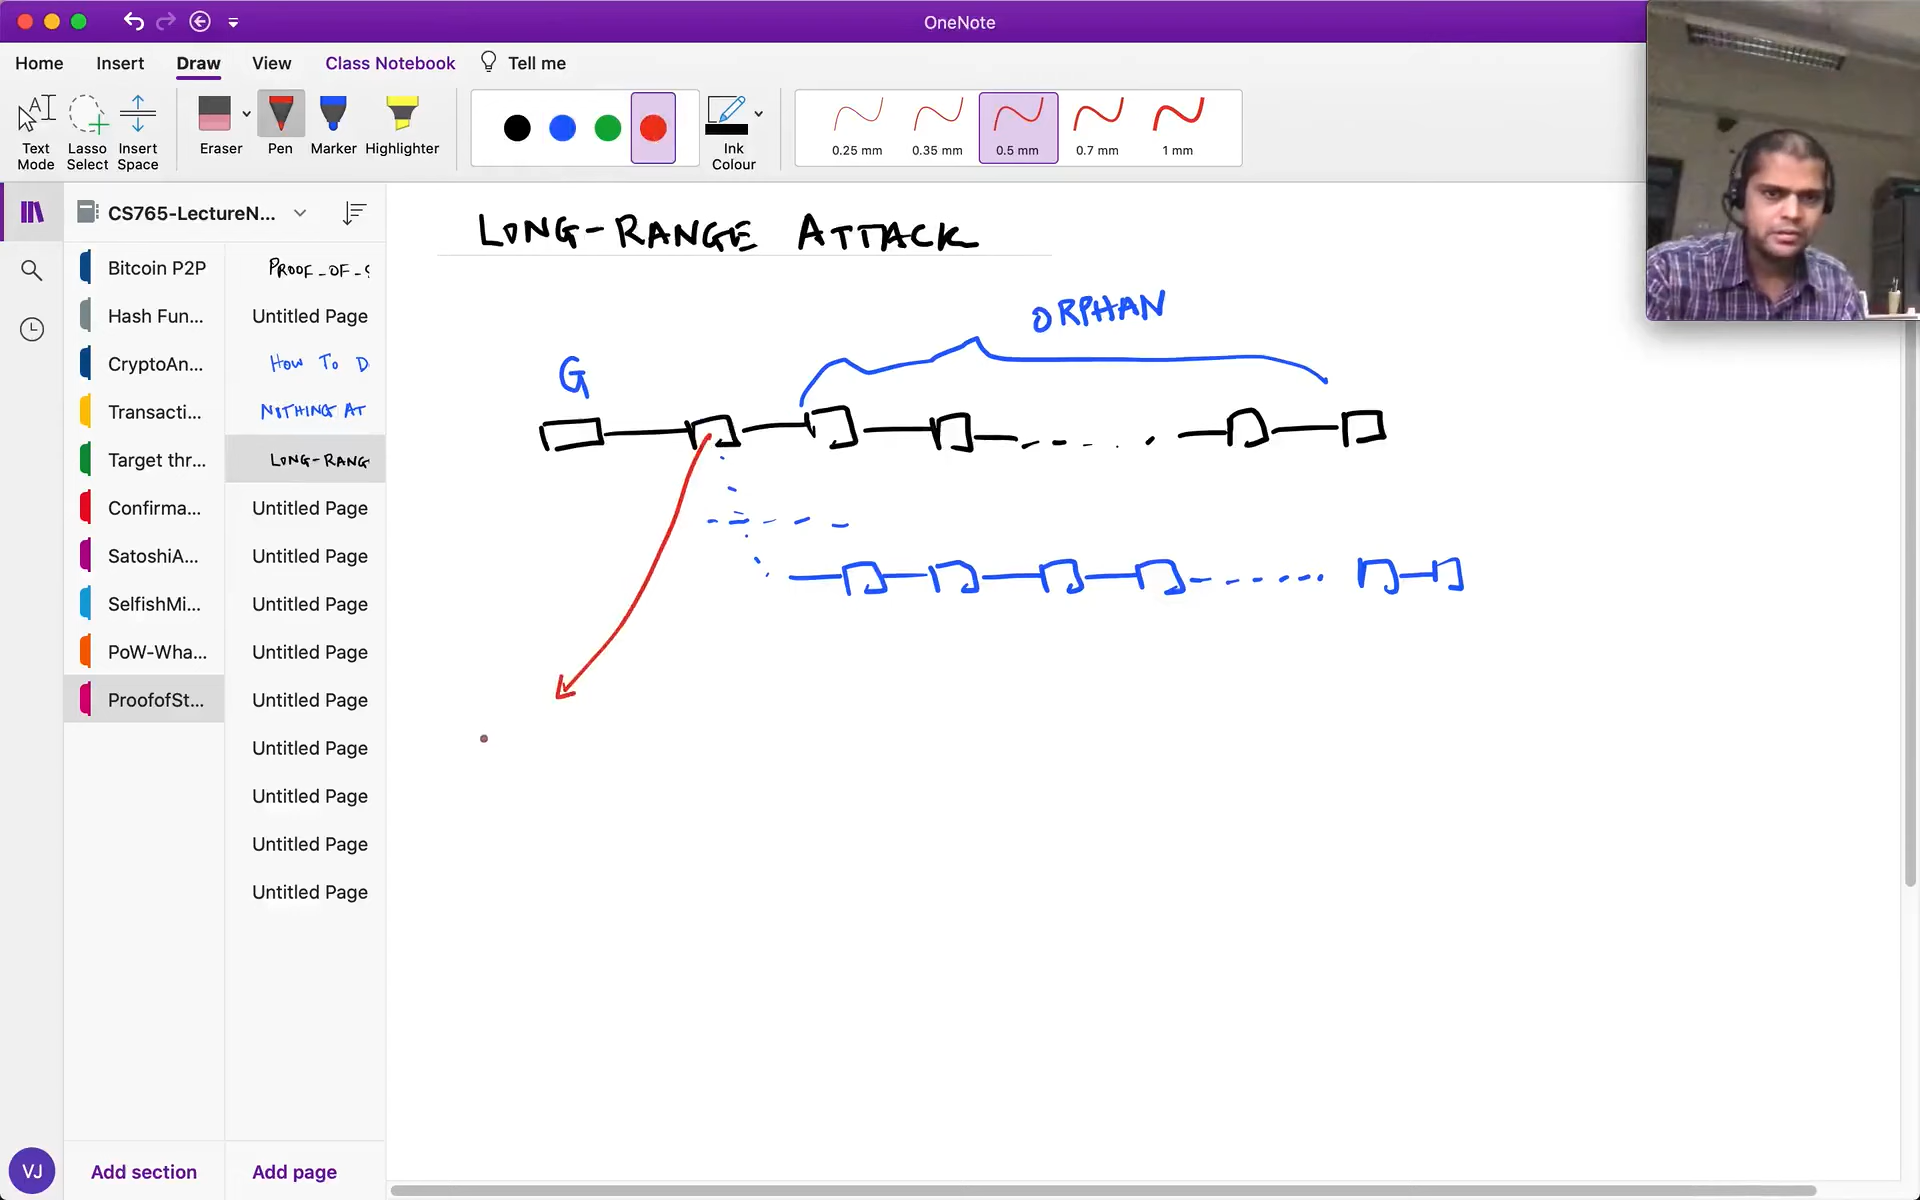 OneNote
Home Insert Draw View Class Notebook Tell me
Text Mode Lasso Select Insert Space Eraser Pen Marker Highlighter Ink Colour 0.25 mm 0.35 mm 0.5 mm 0.7 mm 1 mm
CS765-LectureN...
Bitcoin P2P
Hash Fun...
CryptoAn...
Transacti...
Target thr...
Confirma...
SatoshiA...
SelfishMi...
PoW-Wha...
ProofofSt...
PROOF-OF-S
Untitled Page
HOW TO D
NOTHING AT
LONG-RANG
Untitled Page
Untitled Page
Untitled Page
Untitled Page
Untitled Page
Untitled Page
Untitled Page
Untitled Page
Untitled Page
LONG-RANGE ATTACK
ORPHAN
G
VJ
Add section
Add page